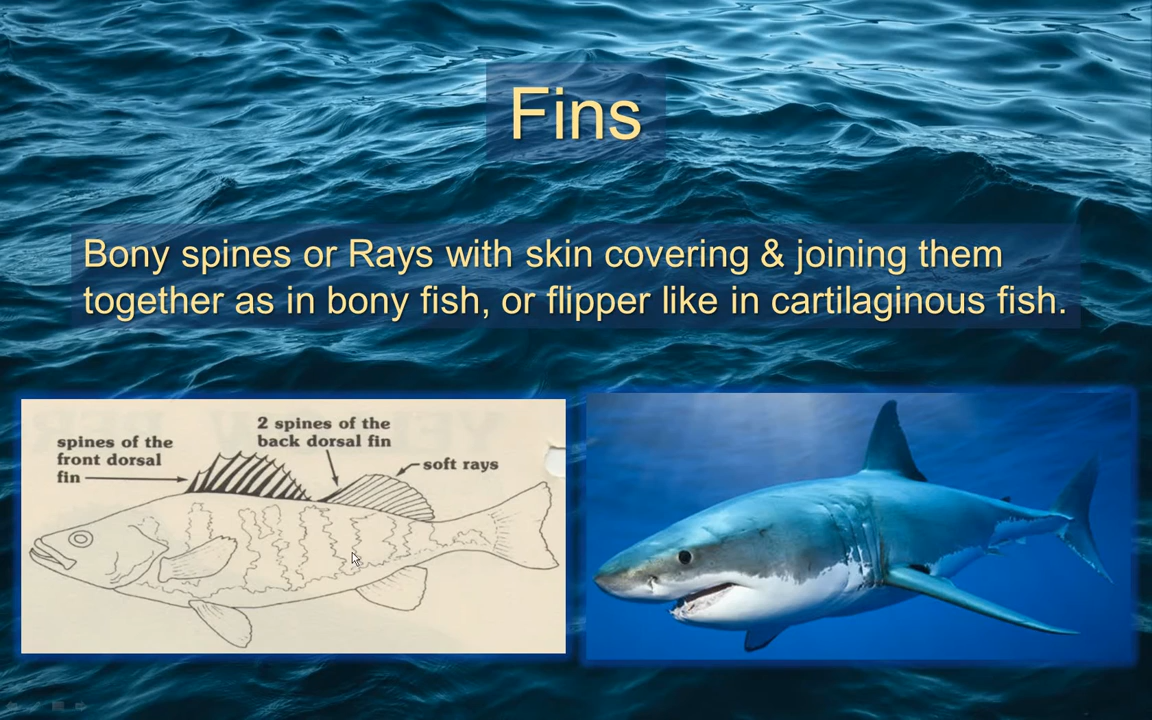 Fins
Bony spines or Rays with skin covering & joining them
together as in bony fish, or flipper like in cartilaginous fish.
spines of the
front dorsal
fin
2 spines of the
back dorsal fin
soft rays